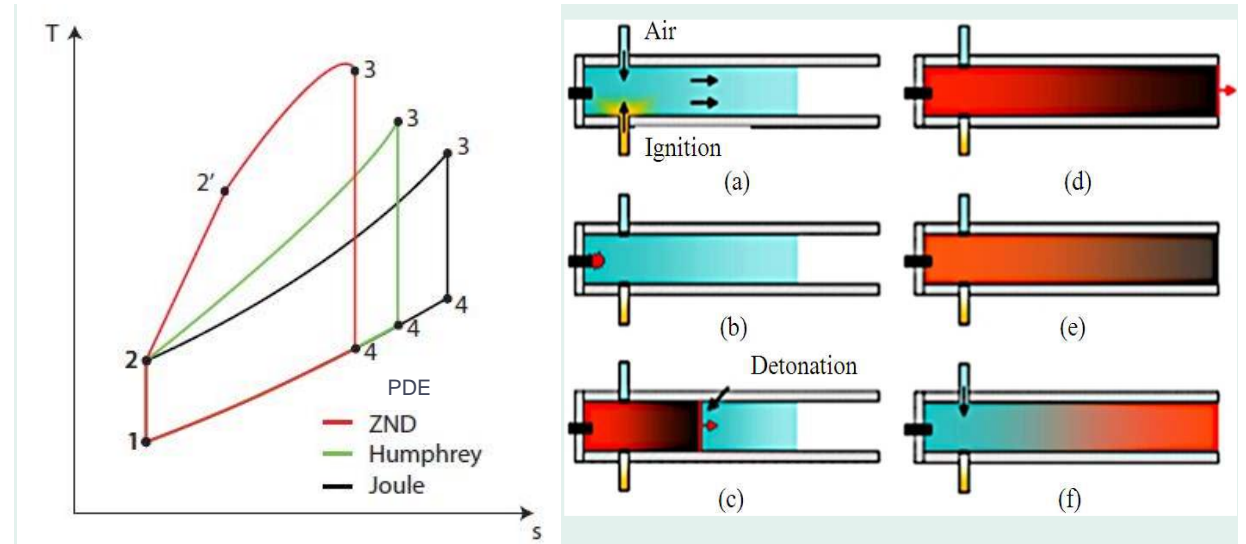 T
3
3
3
2'
2
4
4
4
1
PDE
ZND
Humphrey
Joule
s
Air
Ignition
(a)
(d)
(b)
(e)
Detonation
(c)
(f)